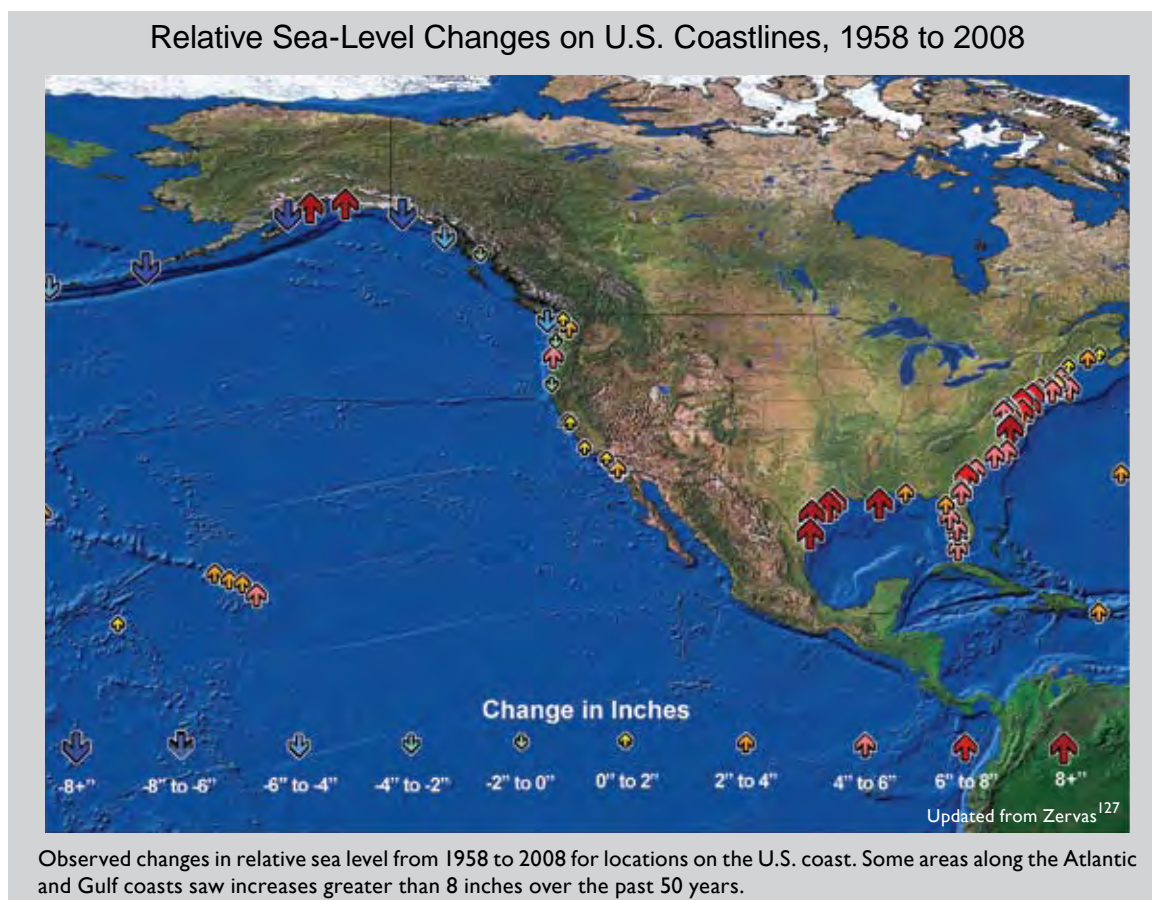 Relative Sea-Level Changes on U.S. Coastlines, 1958 to 2008
Change in Inches
-8+” -8” to -6” -6” to -4” -4” to -2” -2” to 0” 0” to 2” 2” to 4” 4” to 6” 6” to 8” 8+”
Updated from Zervas127
Observed changes in relative sea level from 1958 to 2008 for locations on the U.S. coast. Some areas along the Atlantic
and Gulf coasts saw increases greater than 8 inches over the past 50 years.